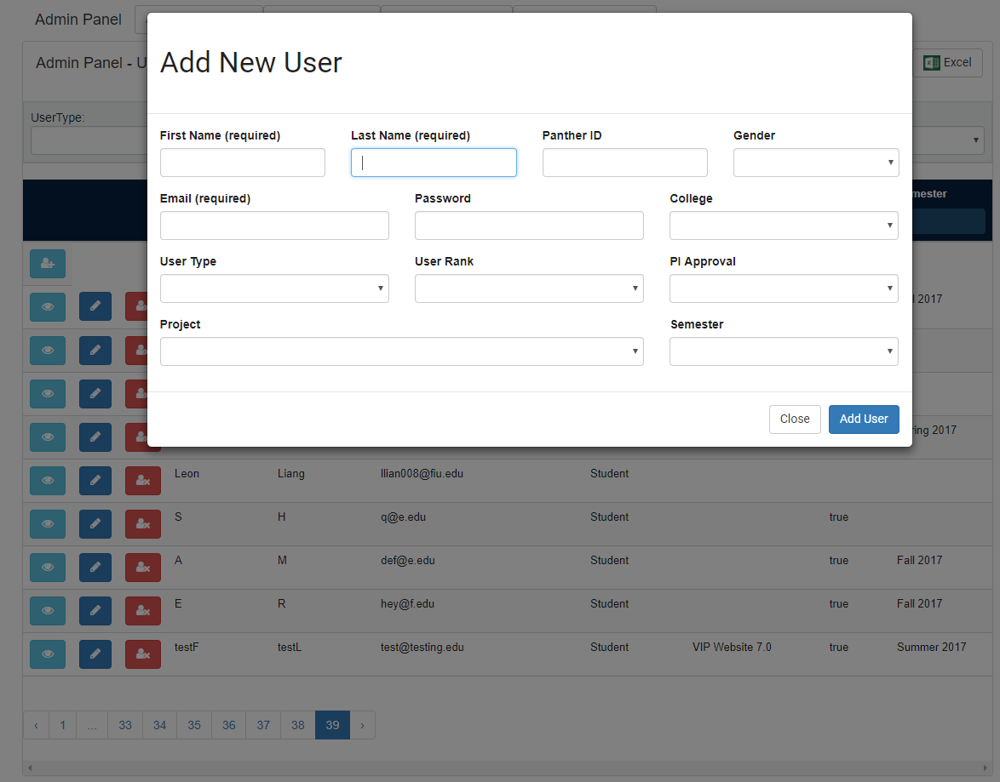 Admin Panel
Admin Panel - U
Excel
Add New User
UserType:
First Name (required) Last Name (required) Panther ID Gender
mester
Email (required) Password College
User Type User Rank PI Approval
2017
Project Semester
Close Add User
ring 2017
Leon Liang llian008@fiu.edu Student
S H q@e.edu Student true
A M def@e.edu Student true Fall 2017
E R hey@f.edu Student true Fall 2017
testF testL test@testing.edu Student VIP Website 7.0 true Summer 2017
‹ 1 ... 33 34 35 36 37 38 39 ›